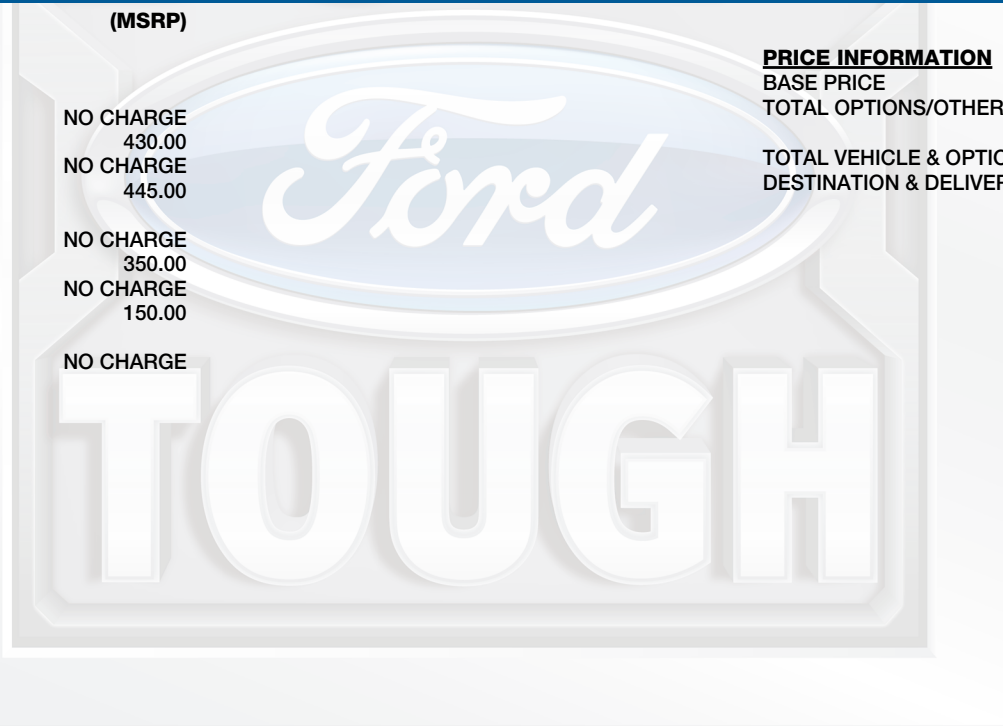 (MSRP)
NO CHARGE
430.00
NO CHARGE
445.00
NO CHARGE
350.00
NO CHARGE
150.00
NO CHARGE
PRICE INFORMATION
BASE PRICE
TOTAL OPTIONS/OTHER
TOTAL VEHICLE & OPTIO
DESTINATION & DELIVER
Ford
TOUGH